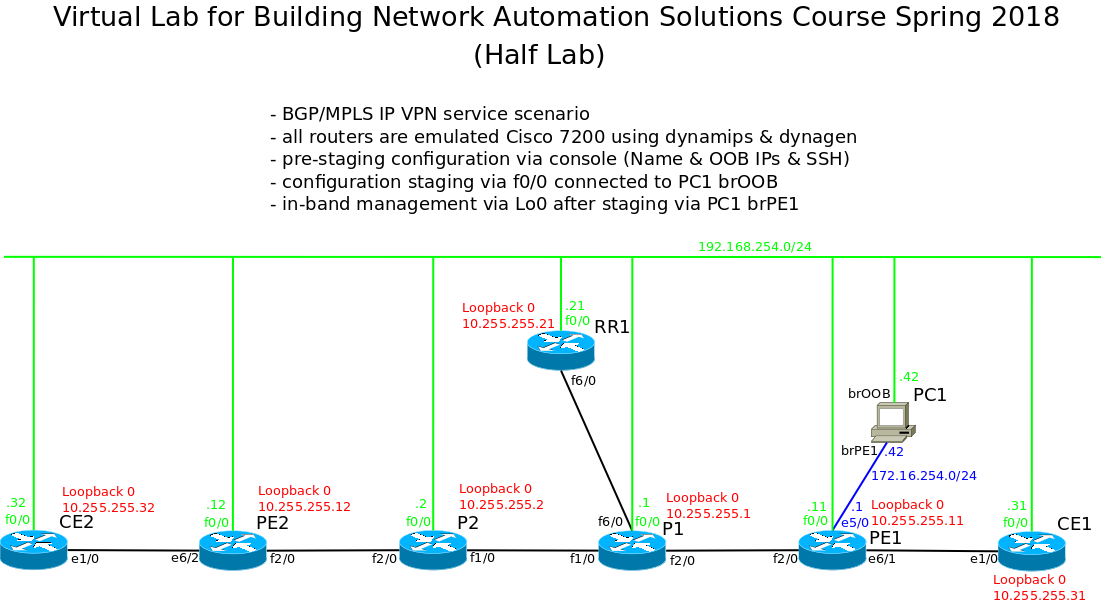 Virtual Lab for Building Network Automation Solutions Course Spring 2018
(Half Lab)
- BGP/MPLS IP VPN service scenario
- all routers are emulated Cisco 7200 using dynamips & dynagen
- pre-staging configuration via console (Name & OOB IPs & SSH)
- configuration staging via f0/0 connected to PC1 brOOB
- in-band management via Lo0 after staging via PC1 brPE1
192.168.254.0/24
Loopback 0
10.255.255.21
.21
f0/0
RR1
f6/0
.42
brOOB
PC1
brPE1
.42
172.16.254.0/24
.32
f0/0
Loopback 0
10.255.255.32
CE2
e1/0
.12
f0/0
Loopback 0
10.255.255.12
PE2
e6/2
f2/0
.2
f0/0
Loopback 0
10.255.255.2
P2
f2/0
f1/0
f6/0
.1
f0/0
Loopback 0
10.255.255.1
P1
f1/0
f2/0
.11
f0/0
.1
e5/0
Loopback 0
10.255.255.11
PE1
f2/0
e6/1
.31
f0/0
CE1
e1/0
Loopback 0
10.255.255.31